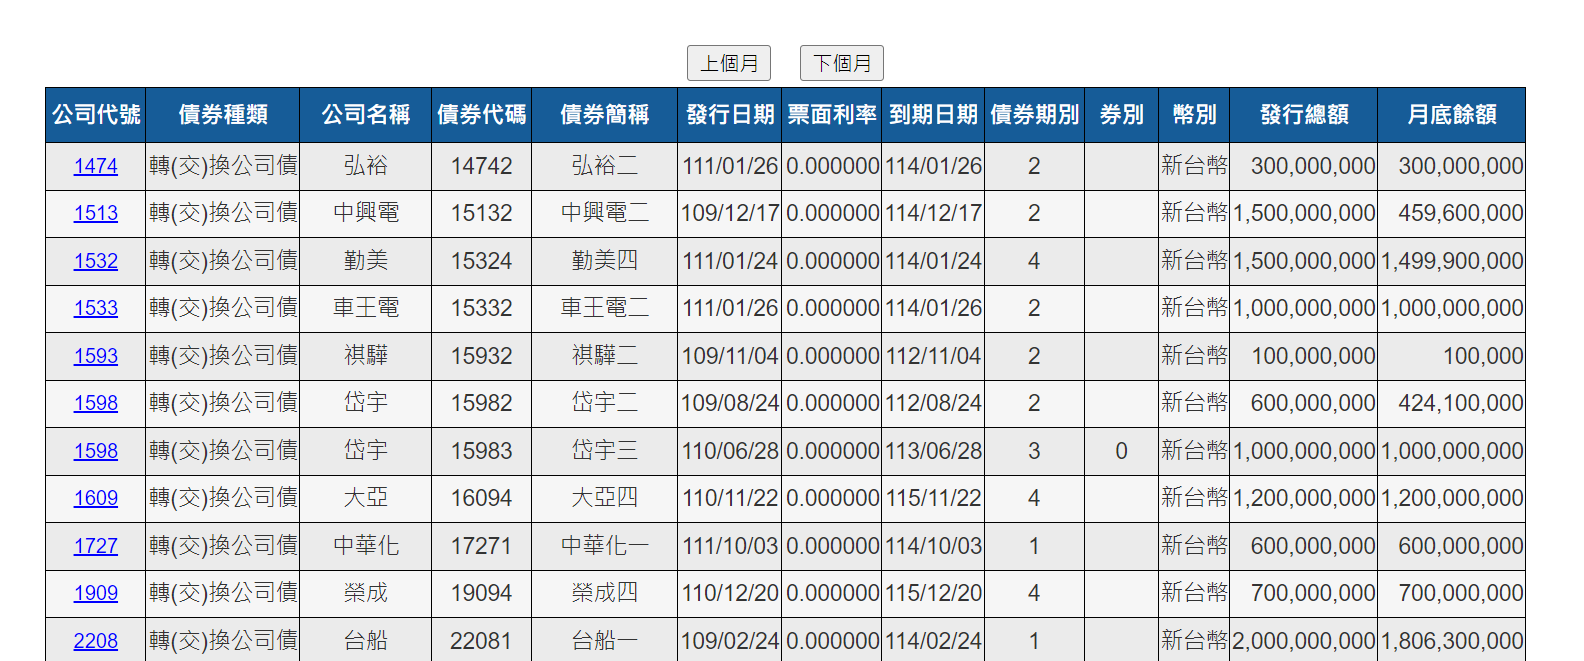 上個月 下個月
公司代號 債券種類 公司名稱 債券代碼 債券簡稱 發行日期 票面利率 到期日期 債券期別 券別 幣別 發行總額 月底餘額
1474 轉(交)換公司債 弘裕 14742 弘裕二 111/01/26 0.000000 114/01/26 2 新台幣 300,000,000 300,000,000
1513 轉(交)換公司債 中興電 15132 中興電二 109/12/17 0.000000 114/12/17 2 新台幣 1,500,000,000 459,600,000
1532 轉(交)換公司債 勤美 15324 勤美四 111/01/24 0.000000 114/01/24 4 新台幣 1,500,000,000 1,499,900,000
1533 轉(交)換公司債 車王電 15332 車王電二 111/01/26 0.000000 114/01/26 2 新台幣 1,000,000,000 1,000,000,000
1593 轉(交)換公司債 祺驊 15932 祺驊二 109/11/04 0.000000 112/11/04 2 新台幣 100,000,000 100,000
1598 轉(交)換公司債 岱宇 15982 岱宇二 109/08/24 0.000000 112/08/24 2 新台幣 600,000,000 424,100,000
1598 轉(交)換公司債 岱宇 15983 岱宇三 110/06/28 0.000000 113/06/28 3 0 新台幣 1,000,000,000 1,000,000,000
1609 轉(交)換公司債 大亞 16094 大亞四 110/11/22 0.000000 115/11/22 4 新台幣 1,200,000,000 1,200,000,000
1727 轉(交)換公司債 中華化 17271 中華化一 111/10/03 0.000000 114/10/03 1 新台幣 600,000,000 600,000,000
1909 轉(交)換公司債 榮成 19094 榮成四 110/12/20 0.000000 115/12/20 4 新台幣 700,000,000 700,000,000
2208 轉(交)換公司債 台船 22081 台船一 109/02/24 0.000000 114/02/24 1 新台幣 2,000,000,000 1,806,300,000